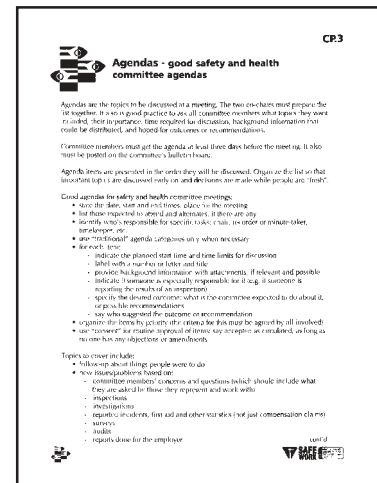 CP.3
Agendas - good safety and health
committee agendas
Agendas are the topics to be discussed at a meeting. The two co-chairs must prepare the
list together. It also is good practice to ask all committee members what topics they want
included, their importance, time required for discussion, background information that
could be distributed, and hoped-for outcomes or recommendations.
Committee members must get the agenda at least three days before the meeting. It also
must be posted on the committee's bulletin board.
Agenda items are presented in the order they will be discussed. Organize the list so that
important topics are discussed early on and decisions are made while people are "fresh".
Good agendas for safety and health committee meetings:
• state the date, start and end times, place for the meeting
• list those expected to attend and alternates, if there are any
• identify who's responsible for specific tasks: chair, recorder or minute-taker,
timekeeper, etc.
• use "traditional" agenda categories only when necessary
• for each item:
- indicate the planned start time and time limits for discussion
- label with a number or letter and title
- provide background information with attachments, if relevant and possible
- indicate if someone is especially responsible for it (e.g. if someone is
reporting the results of an inspection)
- specify the desired outcome: what is the committee expected to do about it,
or possible recommendations
- say who suggested the outcome or recommendation
• organize the items by priority (the criteria for this must be agreed by all involved)
• use "consent" for routine approval of items say accepted as circulated, as long as
no one has any objections or amendments
Topics to cover include:
• follow-up about things people were to do
• new issues/problems based on:
- committee members' concerns and questions (which should include what
they are asked by those they represent and work with)
- inspections
- investigations
- reported incidents, first aid and other statistics (not just compensation claims)
- surveys
- audits
- reports done for the employer
cont'd
SAFE
WORK